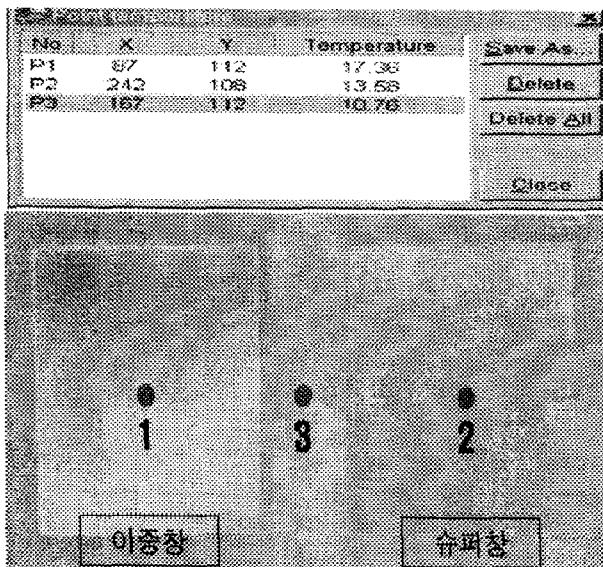 No X Y Temperature
P1 87 112 17.36
P2 242 108 13.58
P3 167 112 10.76
Save As...
Delete
Delete All
Close
1 3 2
이중창 슈퍼창